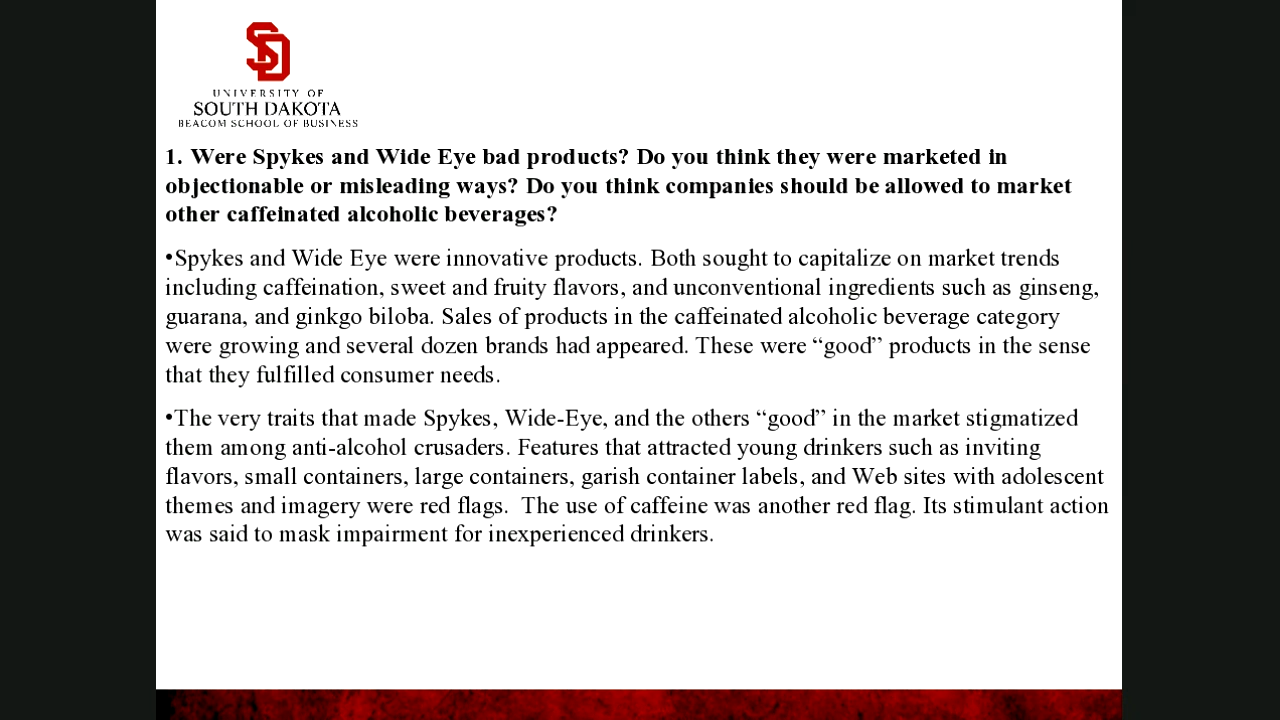 SD
UNIVERSITY OF
SOUTH DAKOTA
BEACOM SCHOOL OF BUSINESS
1. Were Spykes and Wide Eye bad products? Do you think they were marketed in
objectionable or misleading ways? Do you think companies should be allowed to market
other caffeinated alcoholic beverages?
•Spykes and Wide Eye were innovative products. Both sought to capitalize on market trends
including caffeination, sweet and fruity flavors, and unconventional ingredients such as ginseng,
guarana, and ginkgo biloba. Sales of products in the caffeinated alcoholic beverage category
were growing and several dozen brands had appeared. These were “good” products in the sense
that they fulfilled consumer needs.
•The very traits that made Spykes, Wide-Eye, and the others “good” in the market stigmatized
them among anti-alcohol crusaders. Features that attracted young drinkers such as inviting
flavors, small containers, large containers, garish container labels, and Web sites with adolescent
themes and imagery were red flags.  The use of caffeine was another red flag. Its stimulant action
was said to mask impairment for inexperienced drinkers.